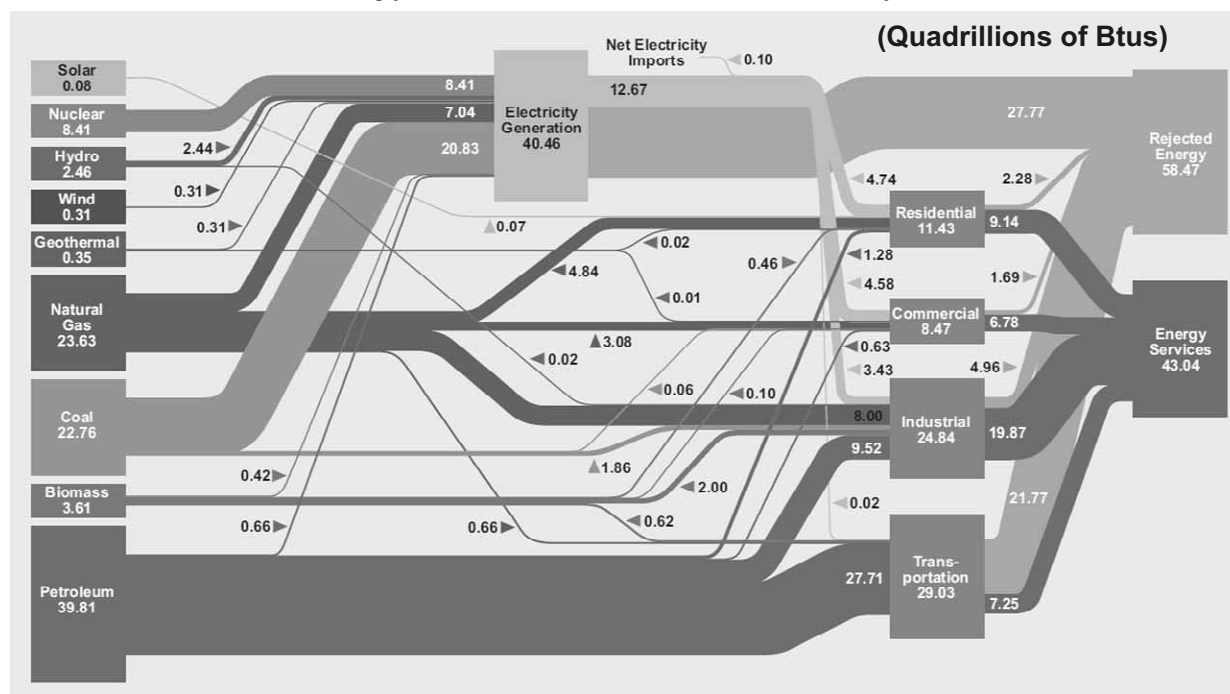 (Quadrillions of Btus)
Net Electricity
Imports
0.10
Solar
0.08
Nuclear
8.41
Hydro
2.46
Wind
0.31
Geothermal
0.35
Natural
Gas
23.63
Coal
22.76
Biomass
3.61
Petroleum
39.81
2.44
0.31
0.31
8.41
7.04
20.83
Electricity
Generation
40.46
12.67
27.77
Rejected
Energy
58.47
4.74
2.28
0.07
Residential
11.43
9.14
0.02
4.84
0.46
1.28
4.58
1.69
0.01
Commercial
8.47
6.78
Energy
Services
43.04
3.08
0.02
0.63
3.43
4.96
0.06
0.10
8.00
Industrial
24.84
19.87
9.52
0.42
1.86
2.00
0.02
21.77
0.66
0.66
0.62
27.71
Trans-
portation
29.03
7.25